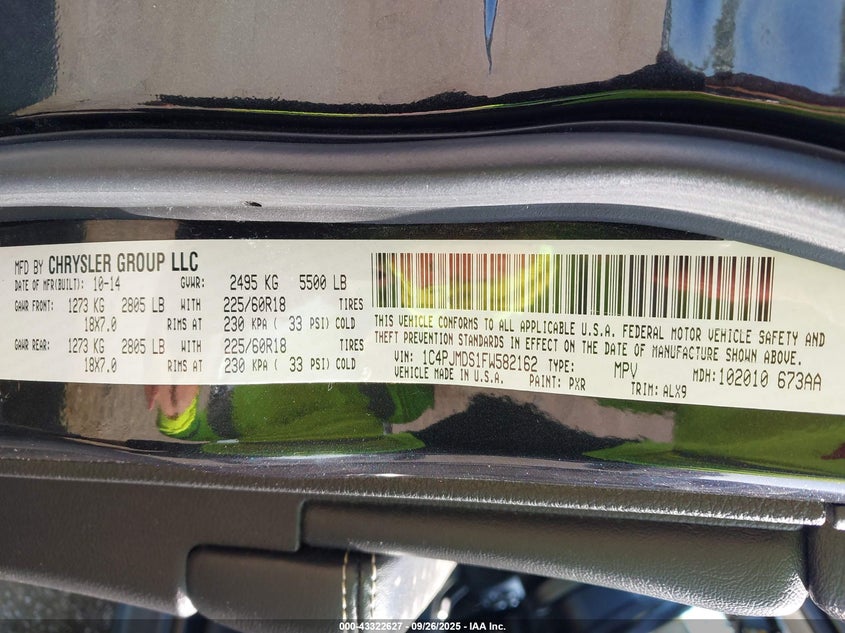 MFD BY CHRYSLER GROUP LLC
DATE OF MFR(BUILT): 10-14 GVWR: 2495 KG 5500 LB
GAWR FRONT: 1273 KG 2805 LB WITH 225/60R18 TIRES
18X7.0 RIMS AT 230 KPA ( 33 PSI) COLD
GAWR REAR: 1273 KG 2805 LB WITH 225/60R18 TIRES
18X7.0 RIMS AT 230 KPA ( 33 PSI) COLD
THIS VEHICLE CONFORMS TO ALL APPLICABLE U.S.A. FEDERAL MOTOR VEHICLE SAFETY AND
THEFT PREVENTION STANDARDS IN EFFECT ON THE DATE OF MANUFACTURE SHOWN ABOVE.
VIN: 1C4PJMDS1FW582162 TYPE: MPV MDH:102010 673AA
VEHICLE MADE IN U.S.A. PAINT: PXR TRIM: ALX9
000-43322627 - 09/26/2025 - IAA Inc.